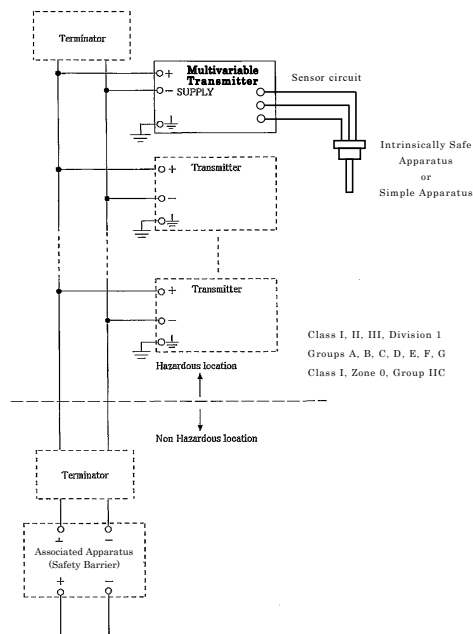 Terminator
Multivariable
Transmitter
+
− SUPPLY
Sensor circuit
Intrinsically Safe
Apparatus
or
Simple Apparatus
Transmitter
+
−
Transmitter
+
−
Class I, II, III, Division 1
Groups A, B, C, D, E, F, G
Class I, Zone 0, Group IIC
Hazardous location
Non Hazardous location
Terminator
+ −
Associated Apparatus
(Safety Barrier)
+ −